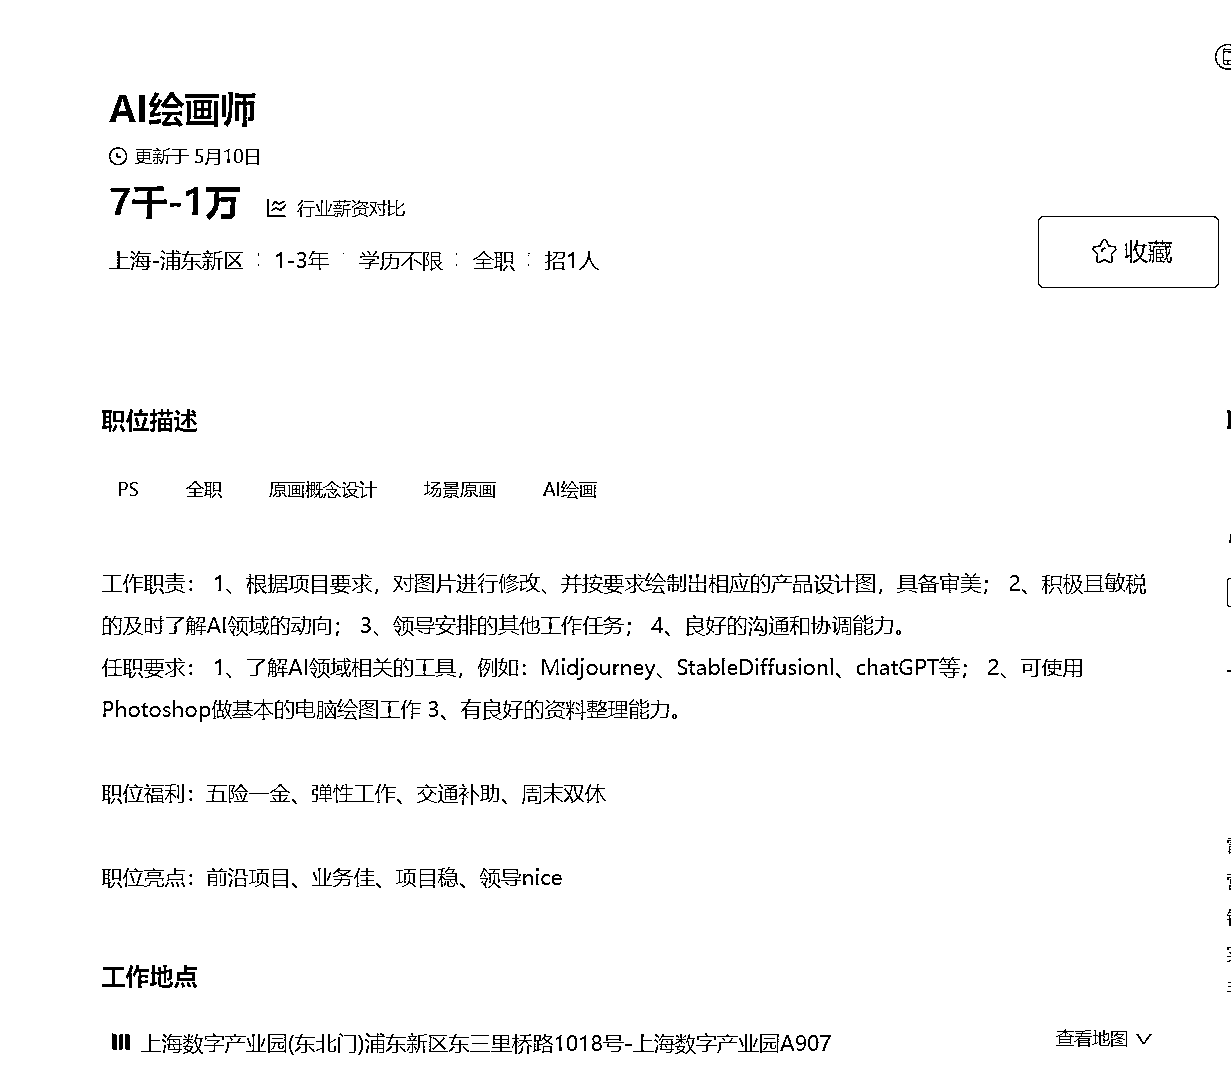 AI绘画师
更新于 5月10日
7千-1万 行业薪资对比
上海-浦东新区 1-3年 学历不限 全职 招1人
收藏
职位描述
PS 全职 原画概念设计 场景原画 AI绘画
工作职责： 1、根据项目要求，对图片进行修改、并按要求绘制出相应的产品设计图，具备审美； 2、积极且敏税
的及时了解AI领域的动向； 3、领导安排的其他工作任务； 4、良好的沟通和协调能力。
任职要求： 1、了解AI领域相关的工具，例如：Midjourney、StableDiffusionl、chatGPT等； 2、可使用
Photoshop做基本的电脑绘图工作 3、有良好的资料整理能力。
职位福利：五险一金、弹性工作、交通补助、周末双休
职位亮点：前沿项目、业务佳、项目稳、领导nice
工作地点
上海数字产业园(东北门)浦东新区东三里桥路1018号-上海数字产业园A907
查看地图